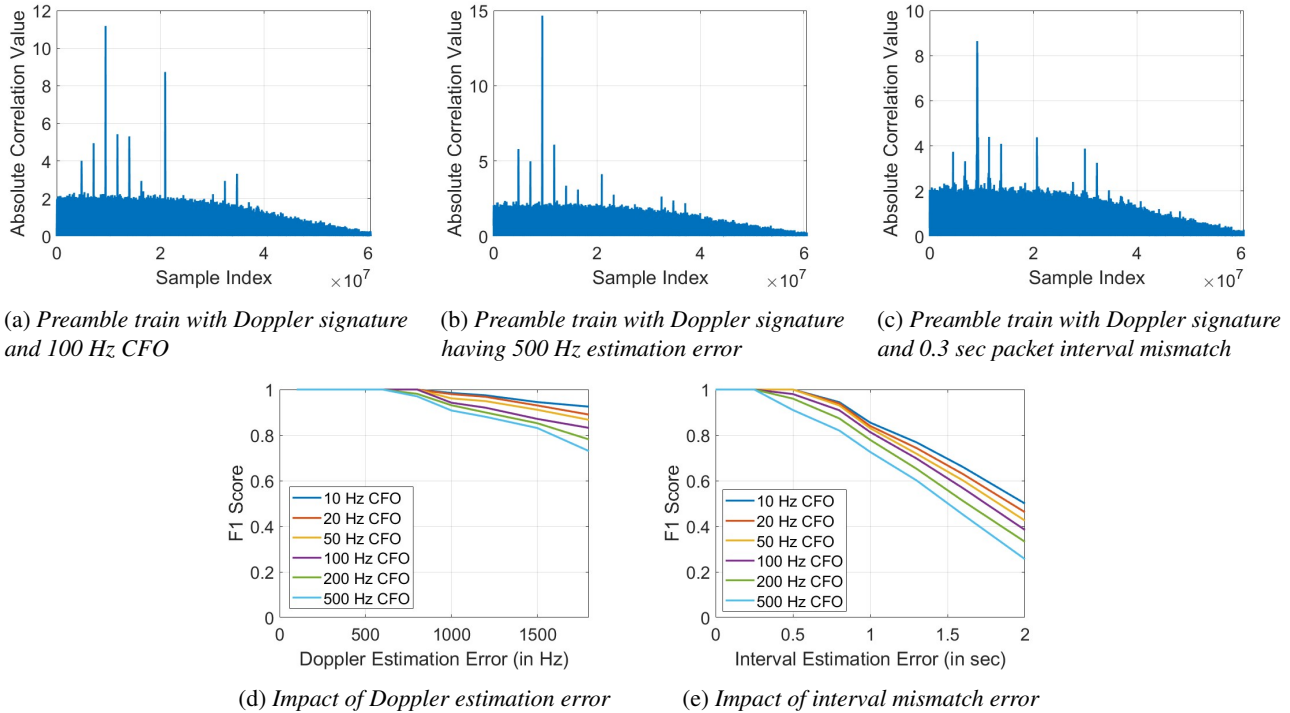 Absolute Correlation Value
12
10
8
6
4
2
0
0 2 4 6
Sample Index
×10^7
(a) Preamble train with Doppler signature
and 100 Hz CFO
Absolute Correlation Value
15
10
5
0
0 2 4 6
Sample Index
×10^7
(b) Preamble train with Doppler signature
having 500 Hz estimation error
Absolute Correlation Value
10
8
6
4
2
0
0 2 4 6
Sample Index
×10^7
(c) Preamble train with Doppler signature
and 0.3 sec packet interval mismatch
F1 Score
1
0.8
0.6
0.4
0.2
0
10 Hz CFO
20 Hz CFO
50 Hz CFO
100 Hz CFO
200 Hz CFO
500 Hz CFO
0 500 1000 1500
Doppler Estimation Error (in Hz)
(d) Impact of Doppler estimation error
F1 Score
1
0.8
0.6
0.4
0.2
0
10 Hz CFO
20 Hz CFO
50 Hz CFO
100 Hz CFO
200 Hz CFO
500 Hz CFO
0 0.5 1 1.5 2
Interval Estimation Error (in sec)
(e) Impact of interval mismatch error